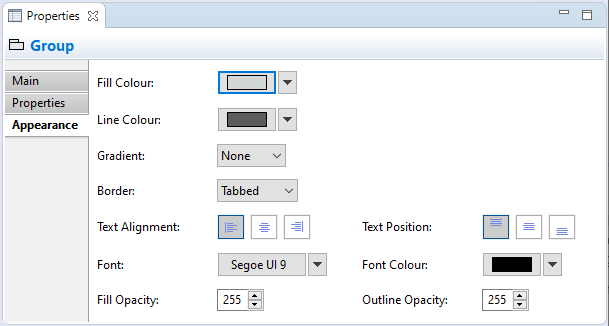 Properties
Group
Main
Properties
Appearance
Fill Colour:
Line Colour:
Gradient: None
Border: Tabbed
Text Alignment: Text Position:
Font: Segoe UI 9 Font Colour:
Fill Opacity: 255 Outline Opacity: 255